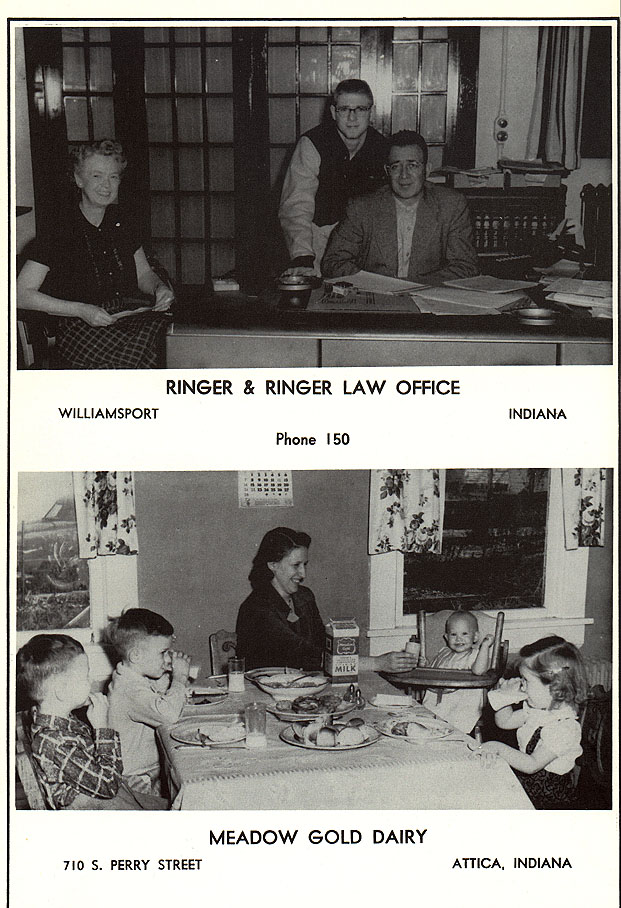 RINGER & RINGER LAW OFFICE
WILLIAMSPORT INDIANA
Phone 150
MILK
MEADOW GOLD DAIRY
710 S. PERRY STREET ATTICA, INDIANA